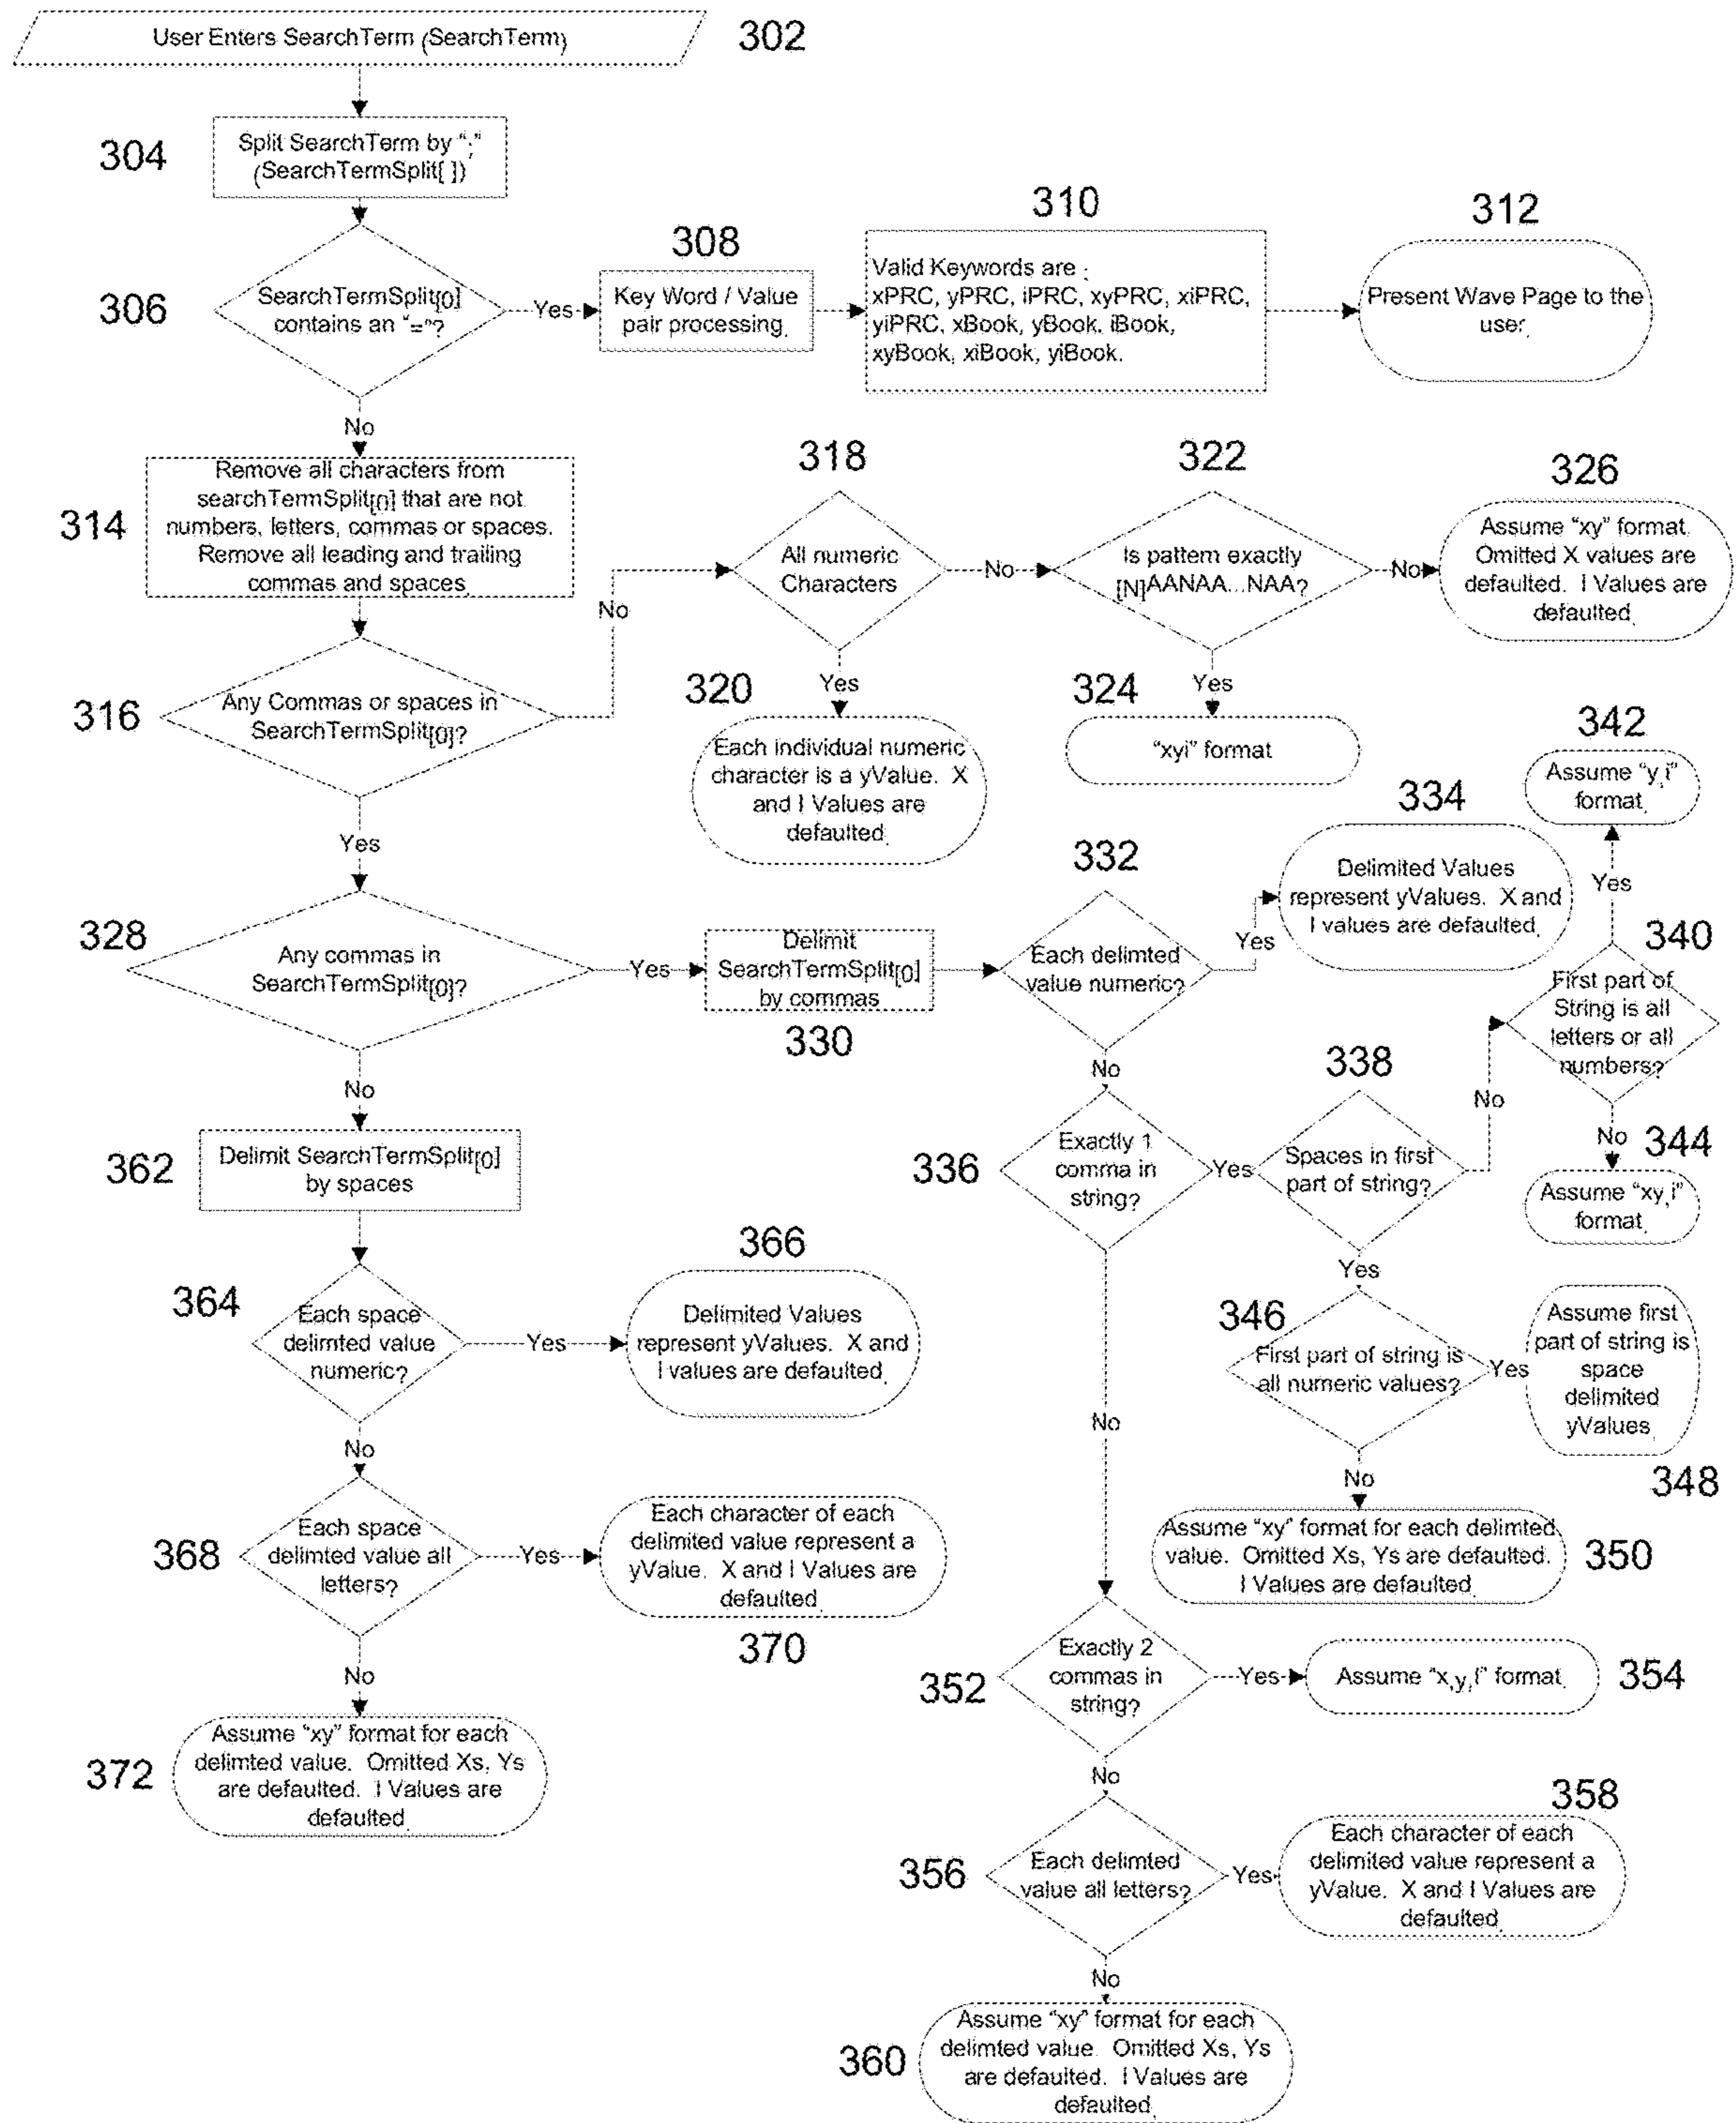 User Enters SearchTerm (SearchTerm)
302
304
Split SearchTerm by ";"
(SearchTermSplit[ ])
306
SearchTermSplit[0]
contains an "="?
Yes
308
Key Word / Value
pair processing.
310
Valid Keywords are :
xPRC, yPRC, iPRC, xyPRC, xiPRC,
yiPRC, xBook, yBook, iBook,
xyBook, xiBook, yiBook.
312
Present Wave Page to the
user.
No
314
Remove all characters from
searchTermSplit[0] that are not
numbers, letters, commas or spaces.
Remove all leading and trailing
commas and spaces.
316
Any Commas or spaces in
SearchTermSplit[0]?
No
318
All numeric
Characters
No
322
Is pattern exactly
[N]AANAA...NAA?
No
326
Assume "xy" format.
Omitted X values are
defaulted. I Values are
defaulted.
Yes
320
Each individual numeric
character is a yValue. X
and I Values are
defaulted.
Yes
324
"xyi" format
Yes
328
Any commas in
SearchTermSplit[0]?
Yes
Delimit
SearchTermSplit[0]
by commas
330
332
Each delimted
value numeric?
Yes
334
Delimited Values
represent yValues. X and
I values are defaulted.
342
Assume "y,i"
format.
Yes
340
First part of
String is all
letters or all
numbers?
No
344
Assume "xy,i"
format.
No
336
Exactly 1
comma in
string?
Yes
338
Spaces in first
part of string?
No
Yes
346
First part of string is
all numeric values?
Yes
Assume first
part of string is
space
delimited
yValues.
348
No
Assume "xy" format for each delimted
value. Omitted Xs, Ys are defaulted.
I Values are defaulted.
350
No
352
Exactly 2
commas in
string?
Yes
Assume "x,y,i" format.
354
No
356
Each delimted
value all letters?
Yes
358
Each character of each
delimited value represent a
yValue. X and I Values are
defaulted.
No
360
Assume "xy" format for each
delimted value. Omitted Xs, Ys
are defaulted. I Values are
defaulted.
No
362
Delimit SearchTermSplit[0]
by spaces
364
Each space
delimted value
numeric?
Yes
366
Delimited Values
represent yValues. X and
I values are defaulted.
No
368
Each space
delimted value all
letters?
Yes
Each character of each
delimited value represent a
yValue. X and I Values are
defaulted.
370
No
372
Assume "xy" format for each
delimted value. Omitted Xs, Ys
are defaulted. I Values are
defaulted.